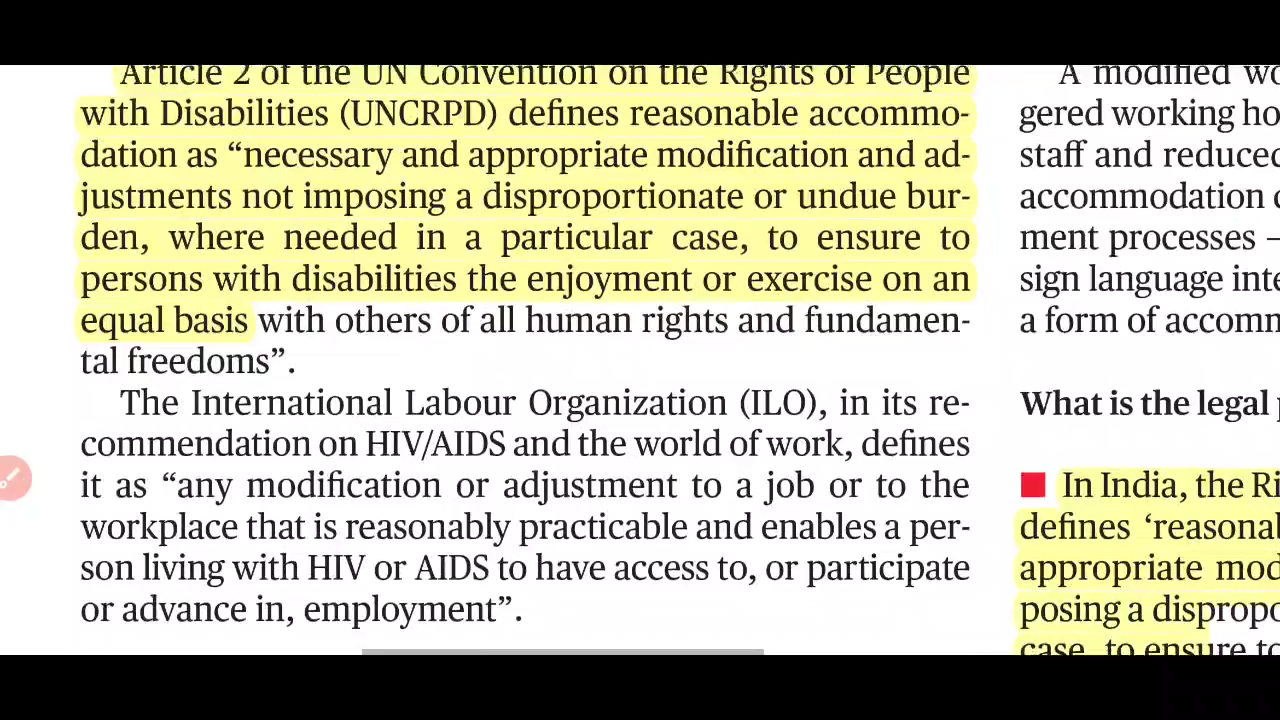 Article 2 of the UN Convention on the Rights of People
with Disabilities (UNCRPD) defines reasonable accommo-
dation as “necessary and appropriate modification and ad-
justments not imposing a disproportionate or undue bur-
den, where needed in a particular case, to ensure to
persons with disabilities the enjoyment or exercise on an
equal basis with others of all human rights and fundamen-
tal freedoms”.
The International Labour Organization (ILO), in its re-
commendation on HIV/AIDS and the world of work, defines
it as “any modification or adjustment to a job or to the
workplace that is reasonably practicable and enables a per-
son living with HIV or AIDS to have access to, or participate
or advance in, employment”.
A modified
gered working
staff and reduced
accommodation
ment processes –
sign language
a form of
What is the legal
In India, the
defines
appropriate
posing a
case, to ensure to